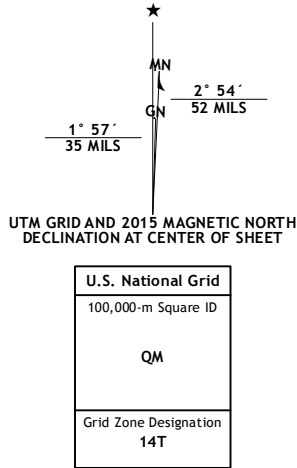 MN
2° 54´
52 MILS
GN
1° 57´
35 MILS
UTM GRID AND 2015 MAGNETIC NORTH
DECLINATION AT CENTER OF SHEET
U.S. National Grid
100,000-m Square ID
QM
Grid Zone Designation
14T